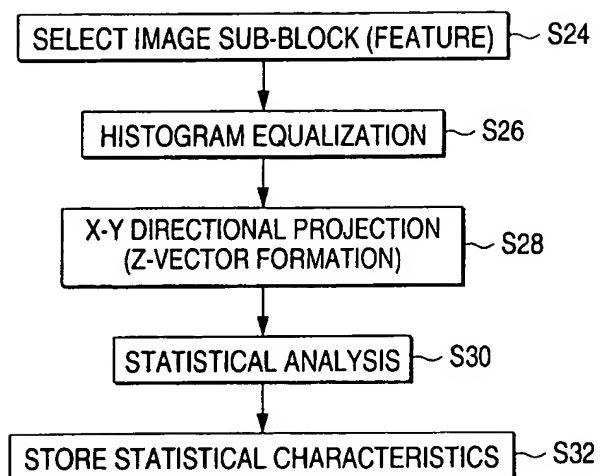 SELECT IMAGE SUB-BLOCK (FEATURE) S24
HISTOGRAM EQUALIZATION S26
X-Y DIRECTIONAL PROJECTION
(Z-VECTOR FORMATION) S28
STATISTICAL ANALYSIS S30
STORE STATISTICAL CHARACTERISTICS S32